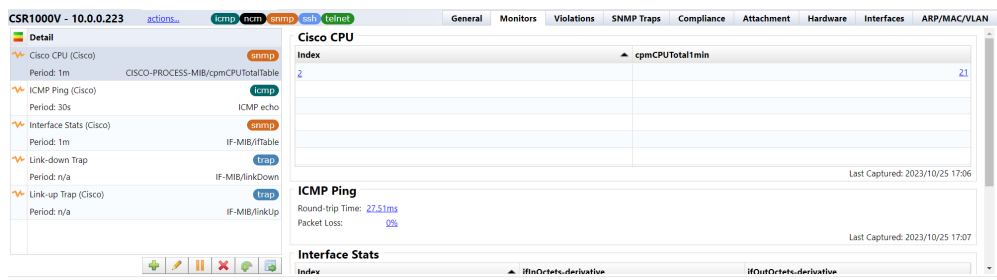 CSR1000V - 10.0.0.223 actions... icmp ncm snmp ssh telnet General Monitors Violations SNMP Traps Compliance Attachment Hardware Interfaces ARP/MAC/VLAN
Detail
Cisco CPU (Cisco) snmp
Period: 1m CISCO-PROCESS-MIB/cpmCPUTotalTable
ICMP Ping (Cisco) icmp
Period: 30s ICMP echo
Interface Stats (Cisco) snmp
Period: 1m IF-MIB/ifTable
Link-down Trap trap
Period: n/a IF-MIB/linkDown
Link-up Trap (Cisco) trap
Period: n/a IF-MIB/linkUp
Cisco CPU
Index cpmCPUTotal1min
2 21
Last Captured: 2023/10/25 17:06
ICMP Ping
Round-trip Time: 27.51ms
Packet Loss: 0%
Last Captured: 2023/10/25 17:07
Interface Stats
Index ifInOctets-derivative ifOutOctets-derivative